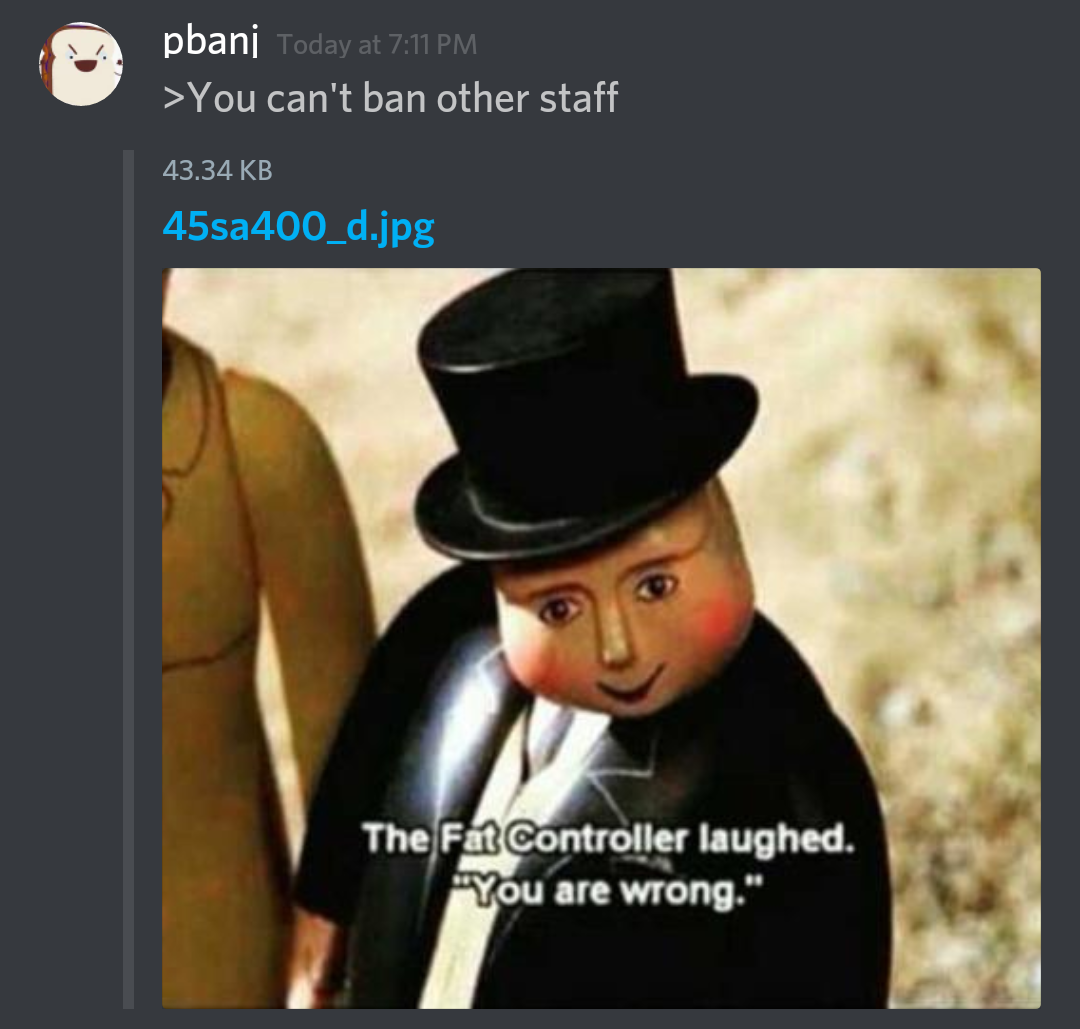 pbanj Today at 7:11 PM
>You can't ban other staff
43.34 KB
45sa400_d.jpg
The Fat Controller laughed.
"You are wrong."